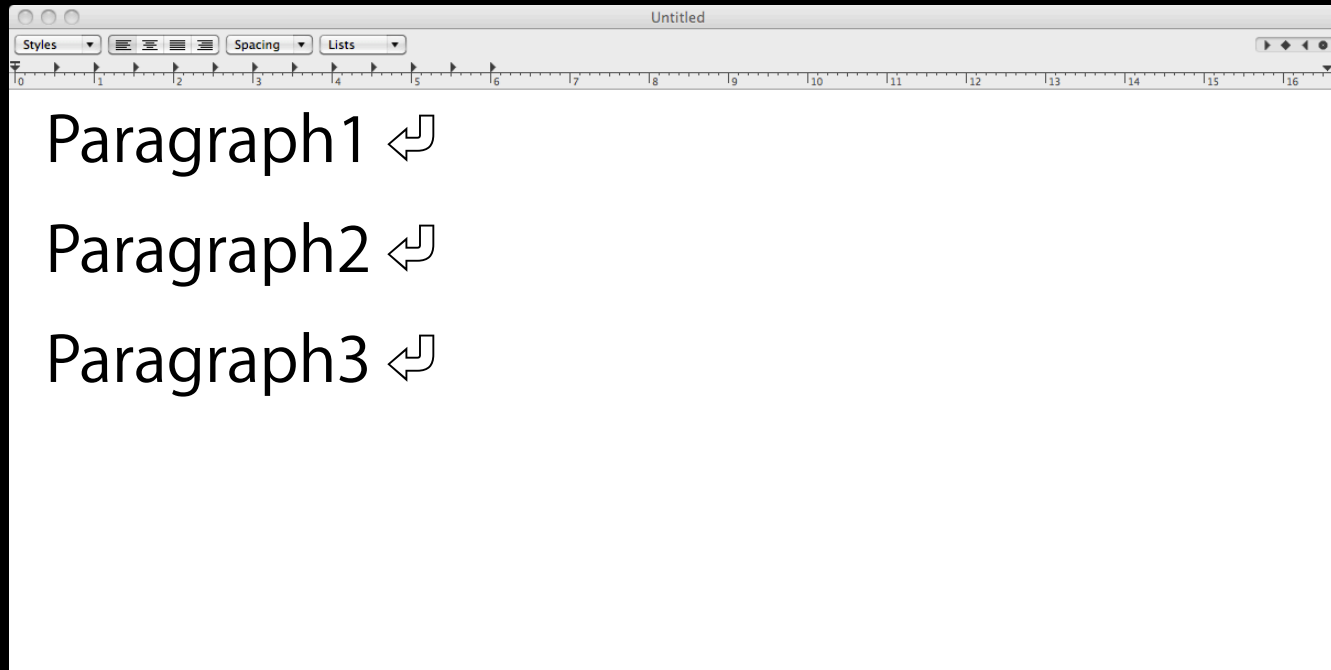 Untitled
Styles Spacing Lists
0 1 2 3 4 5 6 7 8 9 10 11 12 13 14 15 16
Paragraph1 ⏎
Paragraph2 ⏎
Paragraph3 ⏎